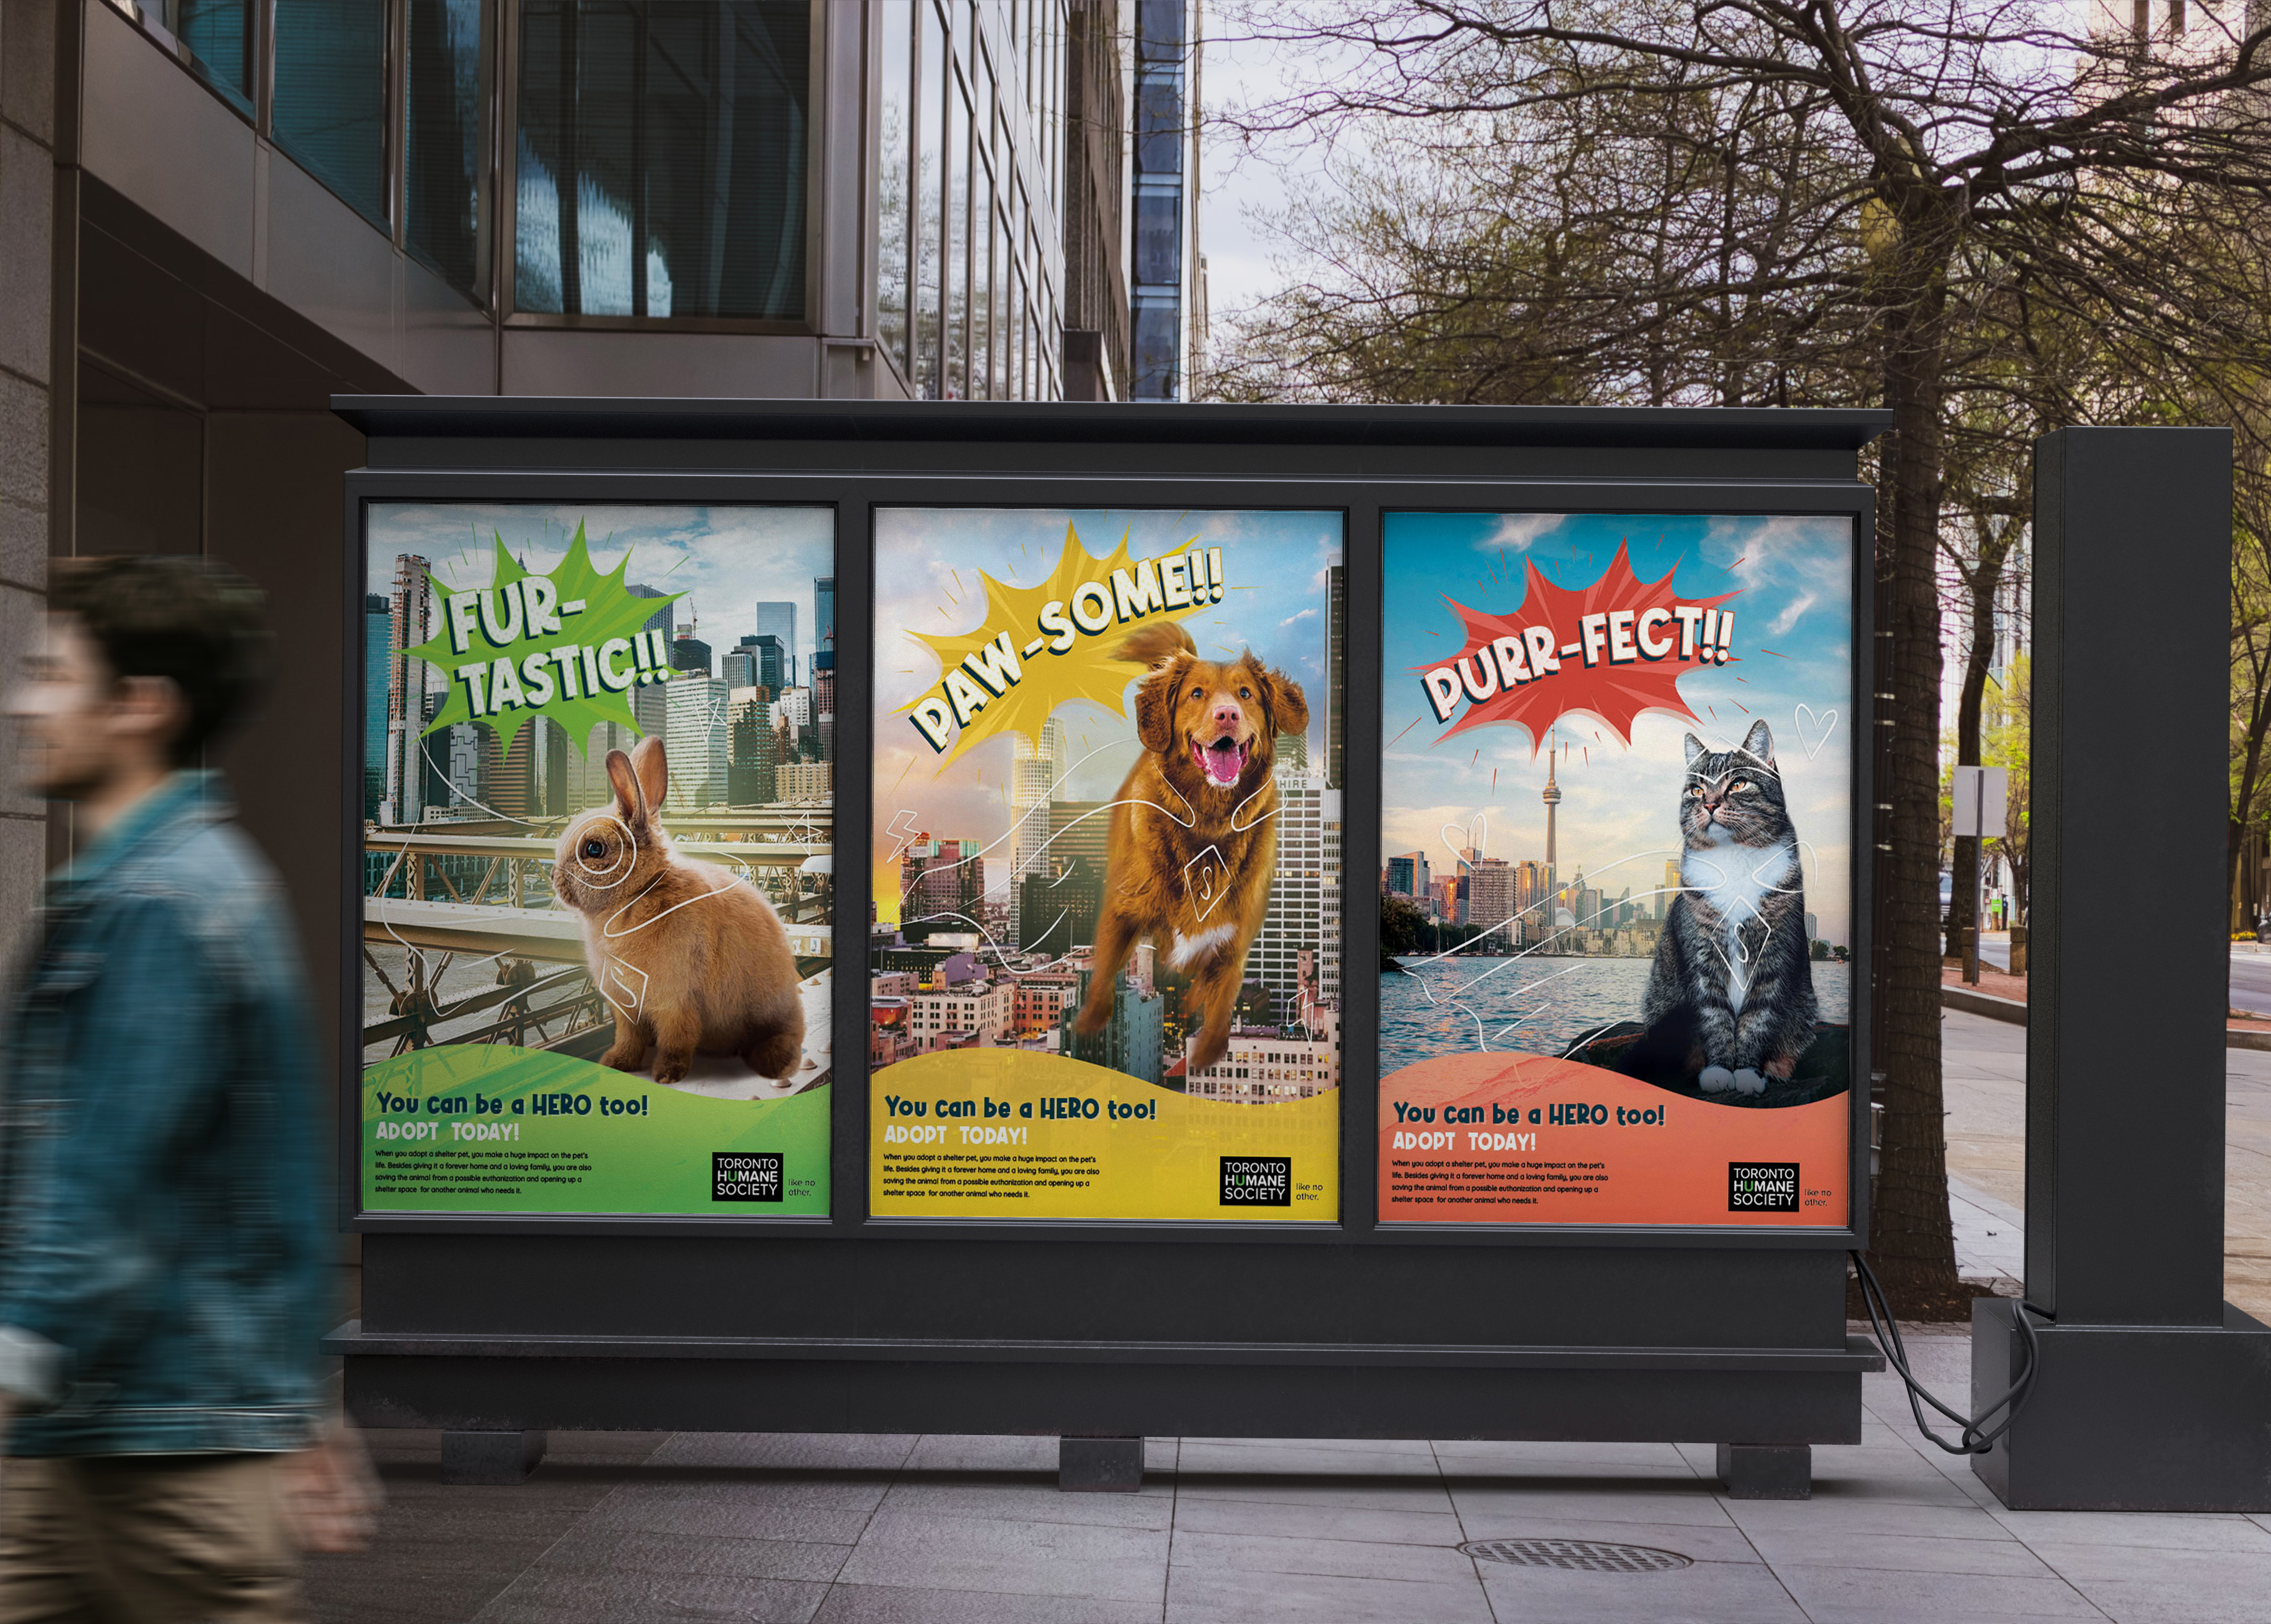 FUR-
TASTIC!!
S
You can be a HERO too!
ADOPT TODAY!
When you adopt a shelter pet, you make a huge impact on the pet's
life. Besides giving it a forever home and a loving family, you are also
saving the animal from a possible euthanization and opening up a
shelter space for another animal who needs it.
TORONTO
HUMANE
SOCIETY
like no
other.
PAW-SOME!!
HIRE
S
You can be a HERO too!
ADOPT TODAY!
When you adopt a shelter pet, you make a huge impact on the pet's
life. Besides giving it a forever home and a loving family, you are also
saving the animal from a possible euthanization and opening up a
shelter space for another animal who needs it.
TORONTO
HUMANE
SOCIETY
like no
other.
PURR-FECT!!
S
You can be a HERO too!
ADOPT TODAY!
When you adopt a shelter pet, you make a huge impact on the pet's
life. Besides giving it a forever home and a loving family, you are also
saving the animal from a possible euthanization and opening up a
shelter space for another animal who needs it.
TORONTO
HUMANE
SOCIETY
like no
other.